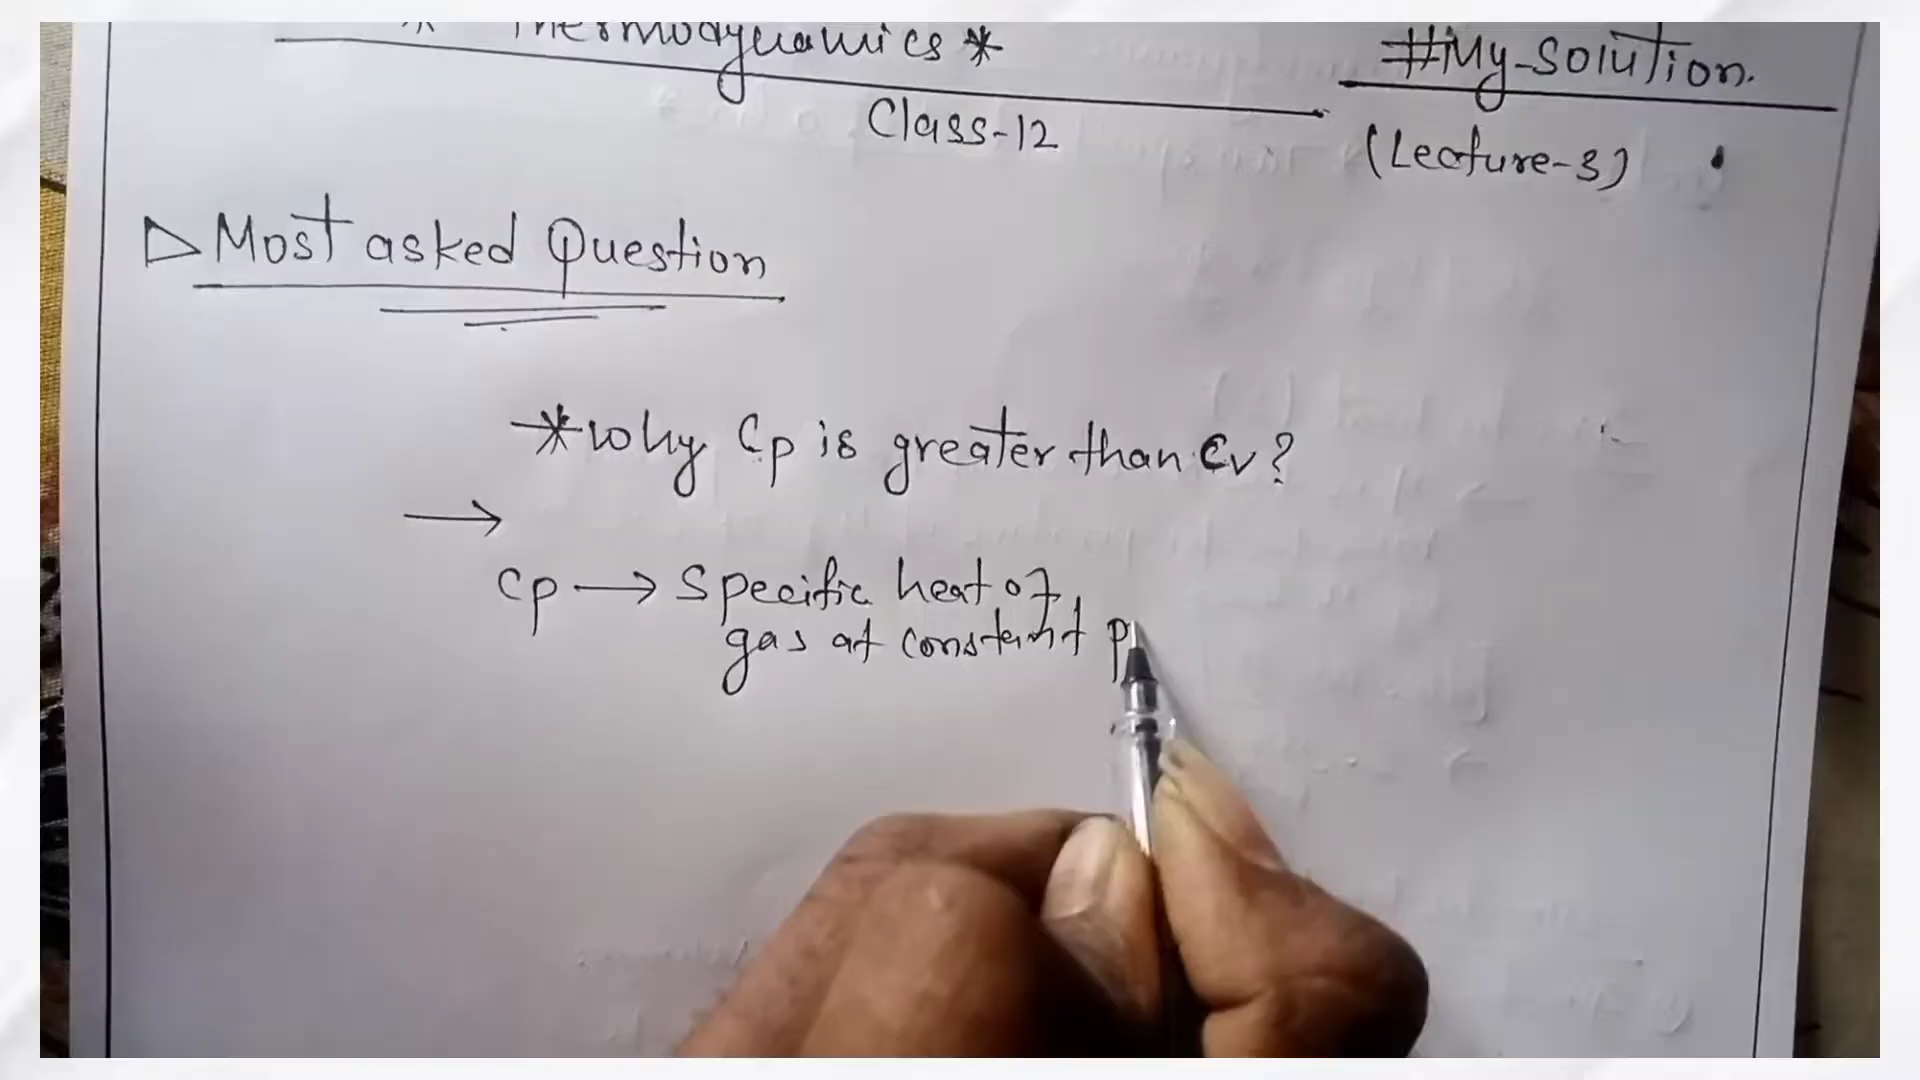 * Thermodynamics *
#My-Solution.
Class-12
(Lecture-3)
Most asked Question
*Why Cp is greater than Cv?
→
Cp → Specific heat of
gas at constant p